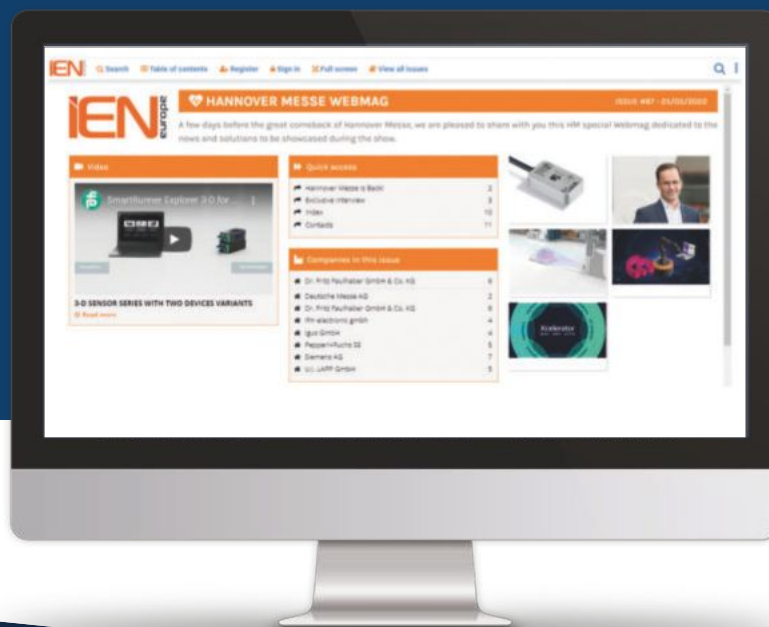 IEN Search Table of contents Register Sign in Full screen View all issues
IEN europe
HANNOVER MESSE WEBMAG
ISSUE #87 - 01/05/2022
A few days before the great comeback of Hannover Messe, we are pleased to share with you this HM special Webmag dedicated to the
news and solutions to be showcased during the show.
Video
SmartRunner Explorer 3-D for ...
3-D SENSOR SERIES WITH TWO DEVICES VARIANTS
Read more
Quick access
Hannover Messe is Back! 2
Exclusive Interview 3
Index 10
Contacts 11
Companies in this issue
Dr. Fritz Faulhaber GmbH & Co. KG 6
Deutsche Messe AG 2
Dr. Fritz Faulhaber GmbH & Co. KG 6
ifm electronic gmbh 4
igus GmbH 4
Pepperl+Fuchs SE 5
Siemens AG 7
U.I. LAPP GmbH 5
Xcelerator